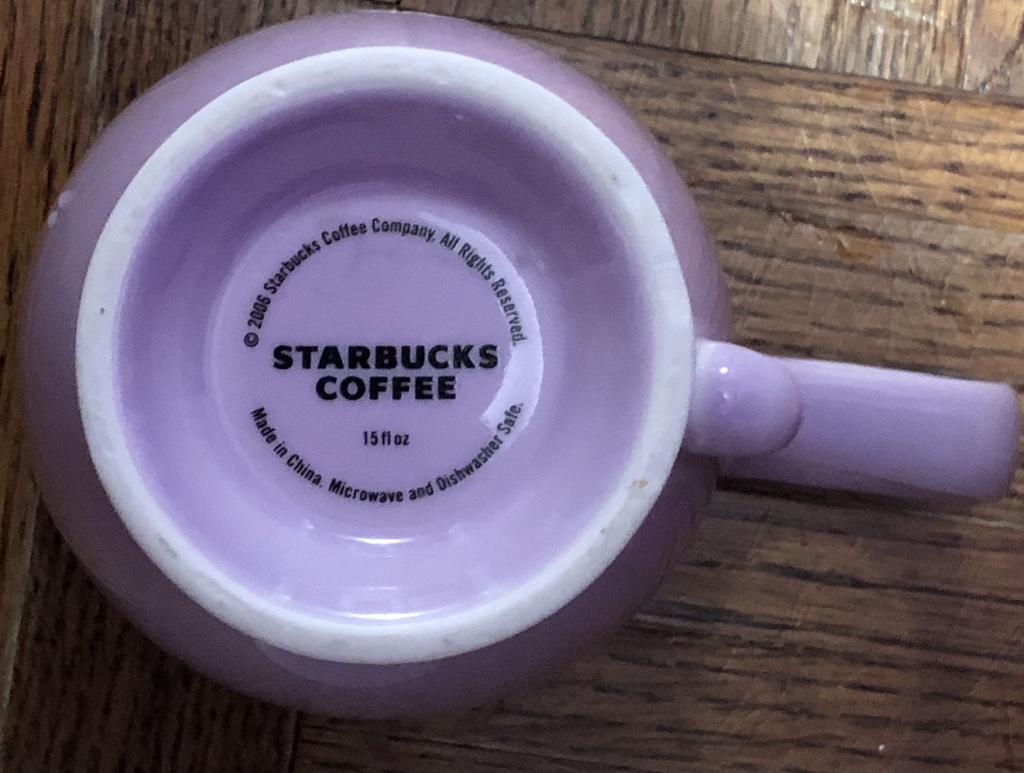 © 2006 Starbucks Coffee Company. All Rights Reserved.
STARBUCKS
COFFEE
15 fl oz
Made in China. Microwave and Dishwasher Safe.